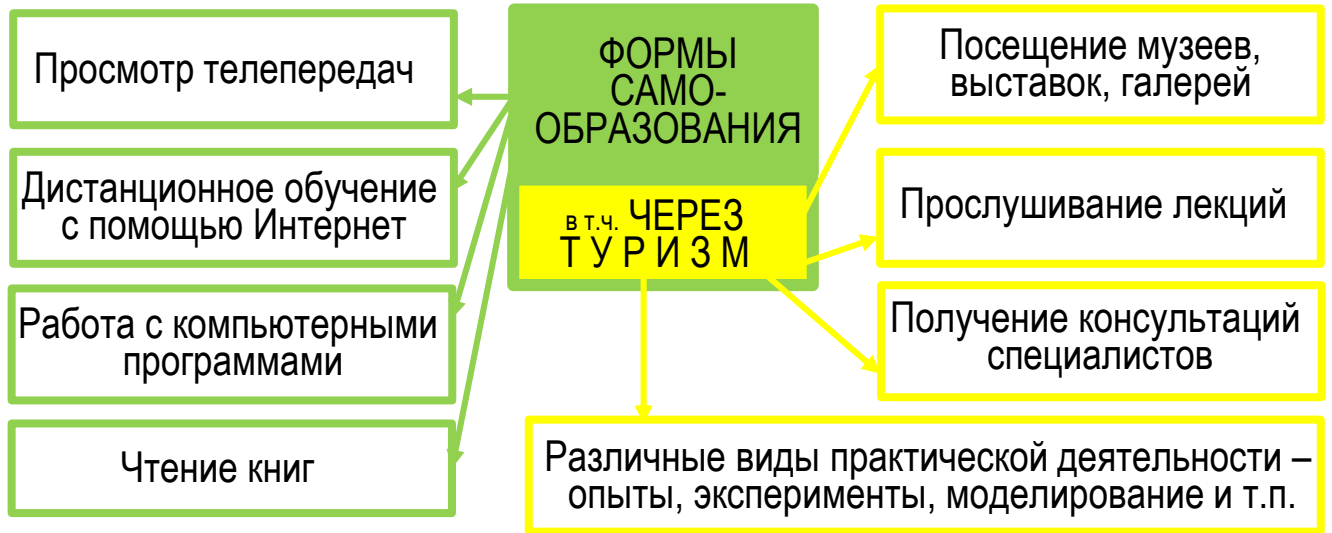 ФОРМЫ
САМО-
ОБРАЗОВАНИЯ
в т.ч. ЧЕРЕЗ
Т У Р И З М
Просмотр телепередач
Дистанционное обучение
с помощью Интернет
Работа с компьютерными
программами
Чтение книг
Посещение музеев,
выставок, галерей
Прослушивание лекций
Получение консультаций
специалистов
Различные виды практической деятельности –
опыты, эксперименты, моделирование и т.п.